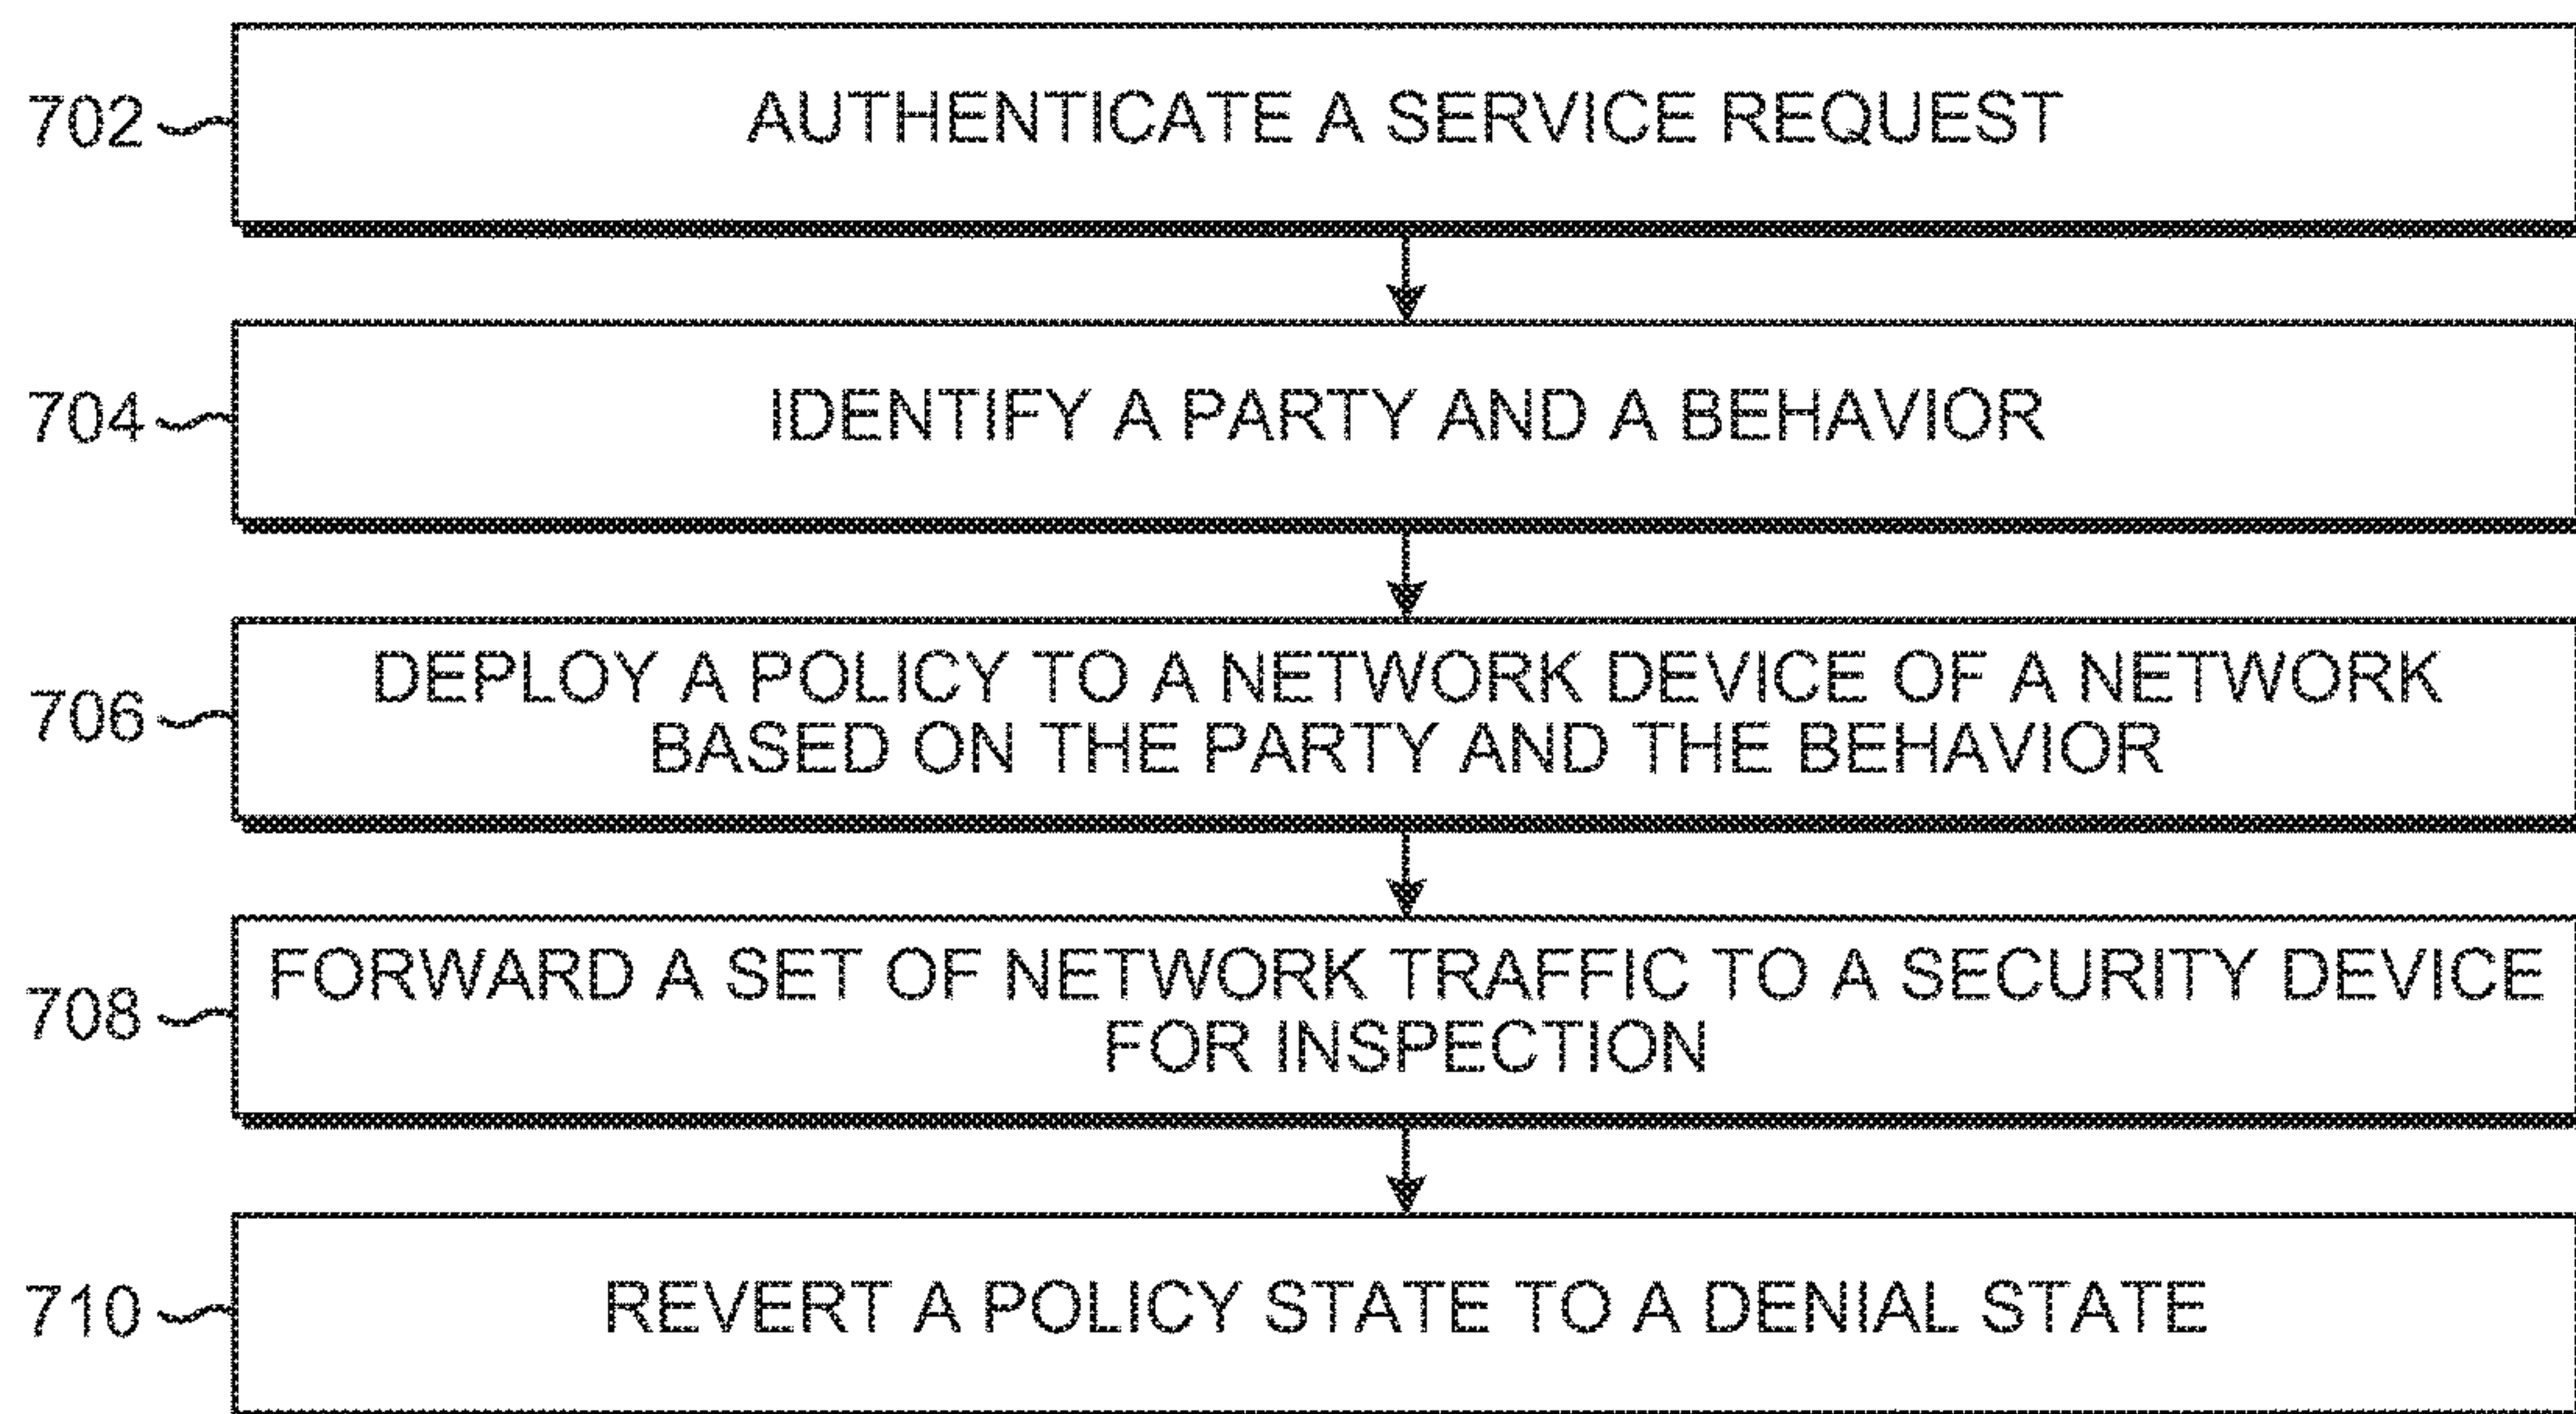 702
AUTHENTICATE A SERVICE REQUEST
704
IDENTIFY A PARTY AND A BEHAVIOR
706
DEPLOY A POLICY TO A NETWORK DEVICE OF A NETWORK
BASED ON THE PARTY AND THE BEHAVIOR
708
FORWARD A SET OF NETWORK TRAFFIC TO A SECURITY DEVICE
FOR INSPECTION
710
REVERT A POLICY STATE TO A DENIAL STATE